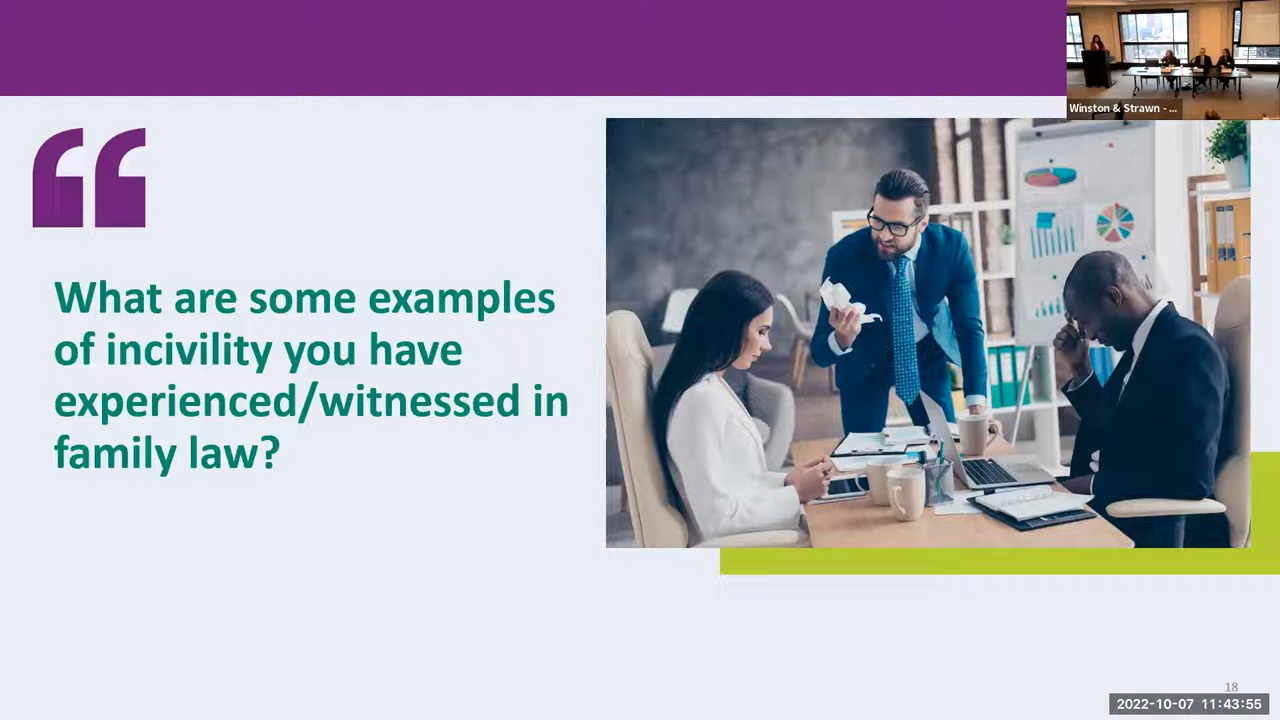 Winston & Strawn - ...
What are some examples
of incivility you have
experienced/witnessed in
family law?
18
2022-10-07 11:43:55